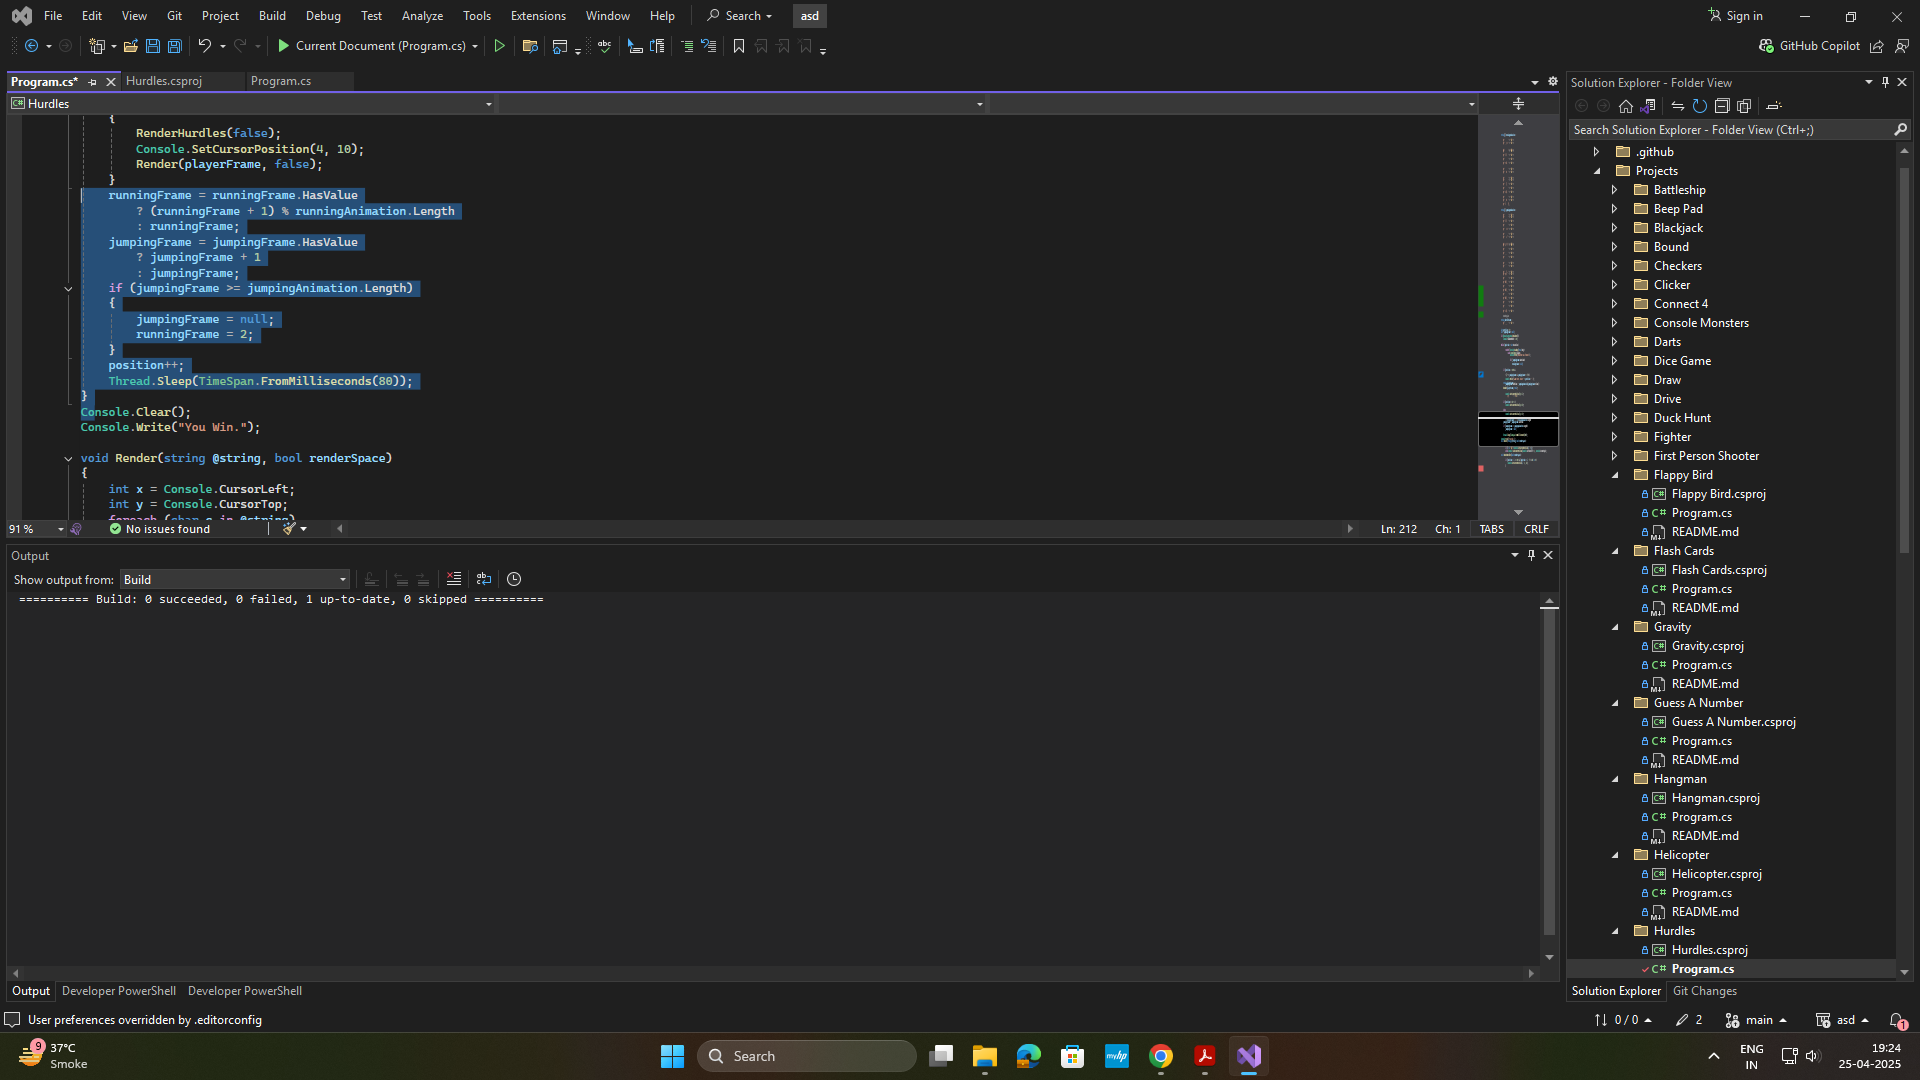 File Edit View Git Project Build Debug Test Analyze Tools Extensions Window Help Search asd Sign in
Current Document (Program.cs) GitHub Copilot
Program.cs* Hurdles.csproj Program.cs
Hurdles
{
RenderHurdles(false);
Console.SetCursorPosition(4, 10);
Render(playerFrame, false);
}
runningFrame = runningFrame.HasValue
? (runningFrame + 1) % runningAnimation.Length
: runningFrame;
jumpingFrame = jumpingFrame.HasValue
? jumpingFrame + 1
: jumpingFrame;
if (jumpingFrame >= jumpingAnimation.Length)
{
jumpingFrame = null;
runningFrame = 2;
}
position++;
Thread.Sleep(TimeSpan.FromMilliseconds(80));
}
Console.Clear();
Console.Write("You Win.");
void Render(string @string, bool renderSpace)
{
int x = Console.CursorLeft;
int y = Console.CursorTop;
foreach (char c in @string)
91 % No issues found Ln: 212 Ch: 1 TABS CRLF
Output
Show output from: Build
========== Build: 0 succeeded, 0 failed, 1 up-to-date, 0 skipped ==========
Output Developer PowerShell Developer PowerShell
Solution Explorer - Folder View
Search Solution Explorer - Folder View (Ctrl+;)
.github
Projects
Battleship
Beep Pad
Blackjack
Bound
Checkers
Clicker
Connect 4
Console Monsters
Darts
Dice Game
Draw
Drive
Duck Hunt
Fighter
First Person Shooter
Flappy Bird
Flappy Bird.csproj
C# Program.cs
README.md
Flash Cards
Flash Cards.csproj
C# Program.cs
README.md
Gravity
Gravity.csproj
C# Program.cs
README.md
Guess A Number
Guess A Number.csproj
C# Program.cs
README.md
Hangman
Hangman.csproj
C# Program.cs
README.md
Helicopter
Helicopter.csproj
C# Program.cs
README.md
Hurdles
Hurdles.csproj
C# Program.cs
Solution Explorer Git Changes
User preferences overridden by .editorconfig 0 / 0 2 main asd 1
9 37°C
Smoke
Search
myhp
ENG
IN
19:24
25-04-2025